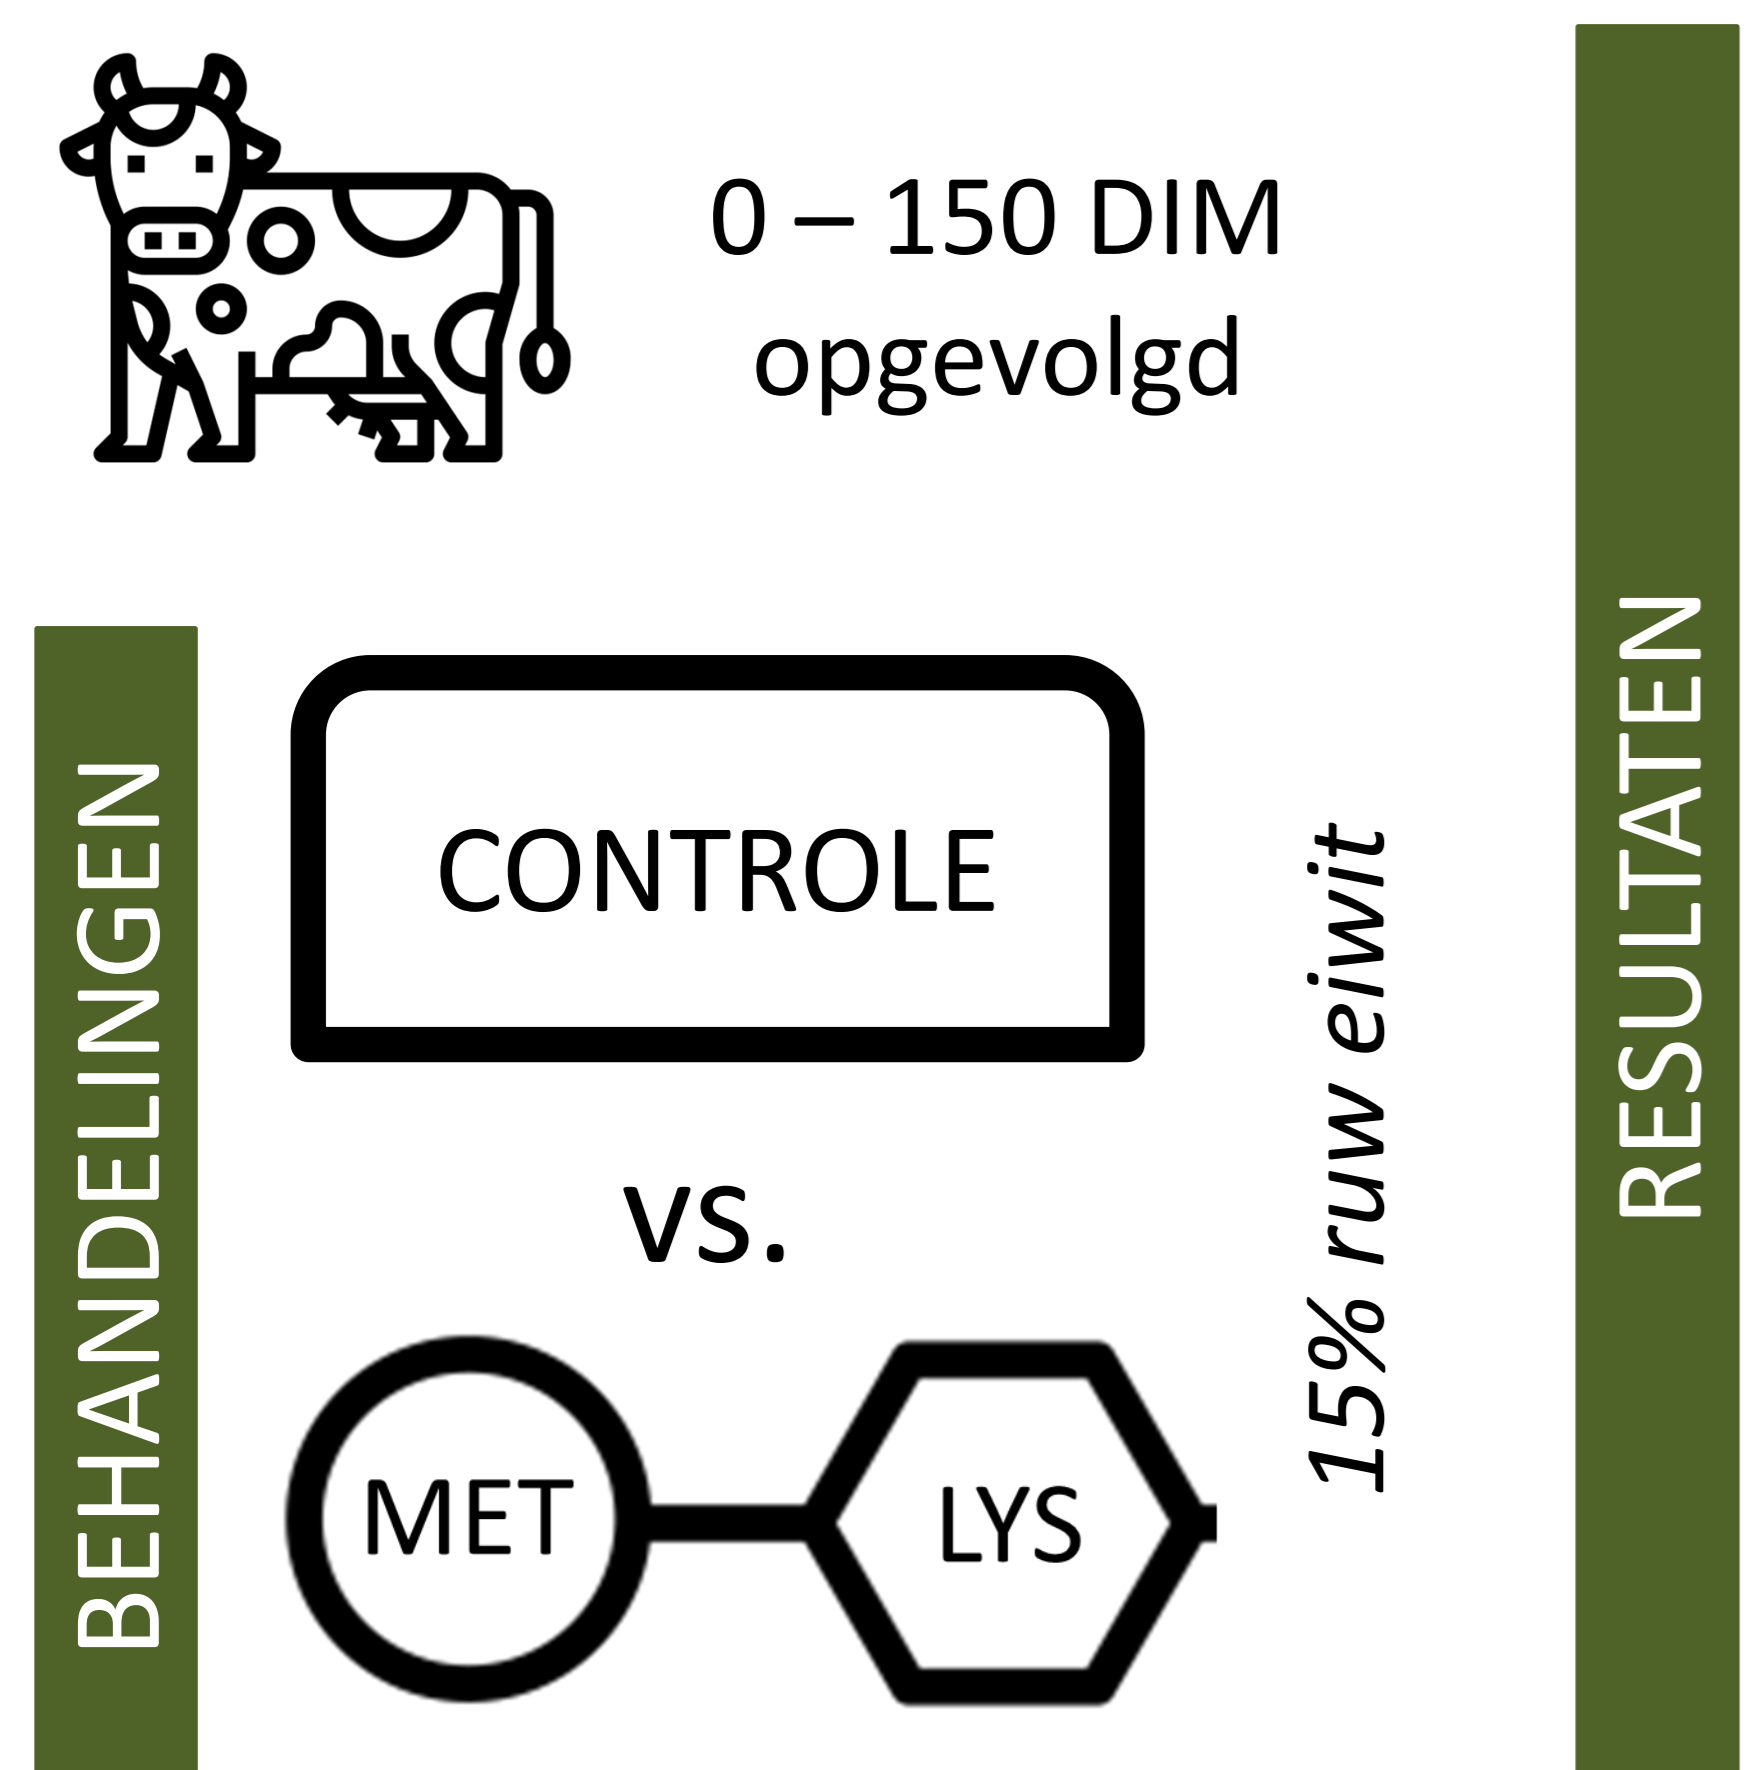 0 – 150 DIM
opgevolgd
BEHANDELINGEN
CONTROLE
vs.
MET
LYS
15% ruw eiwit
RESULTATEN